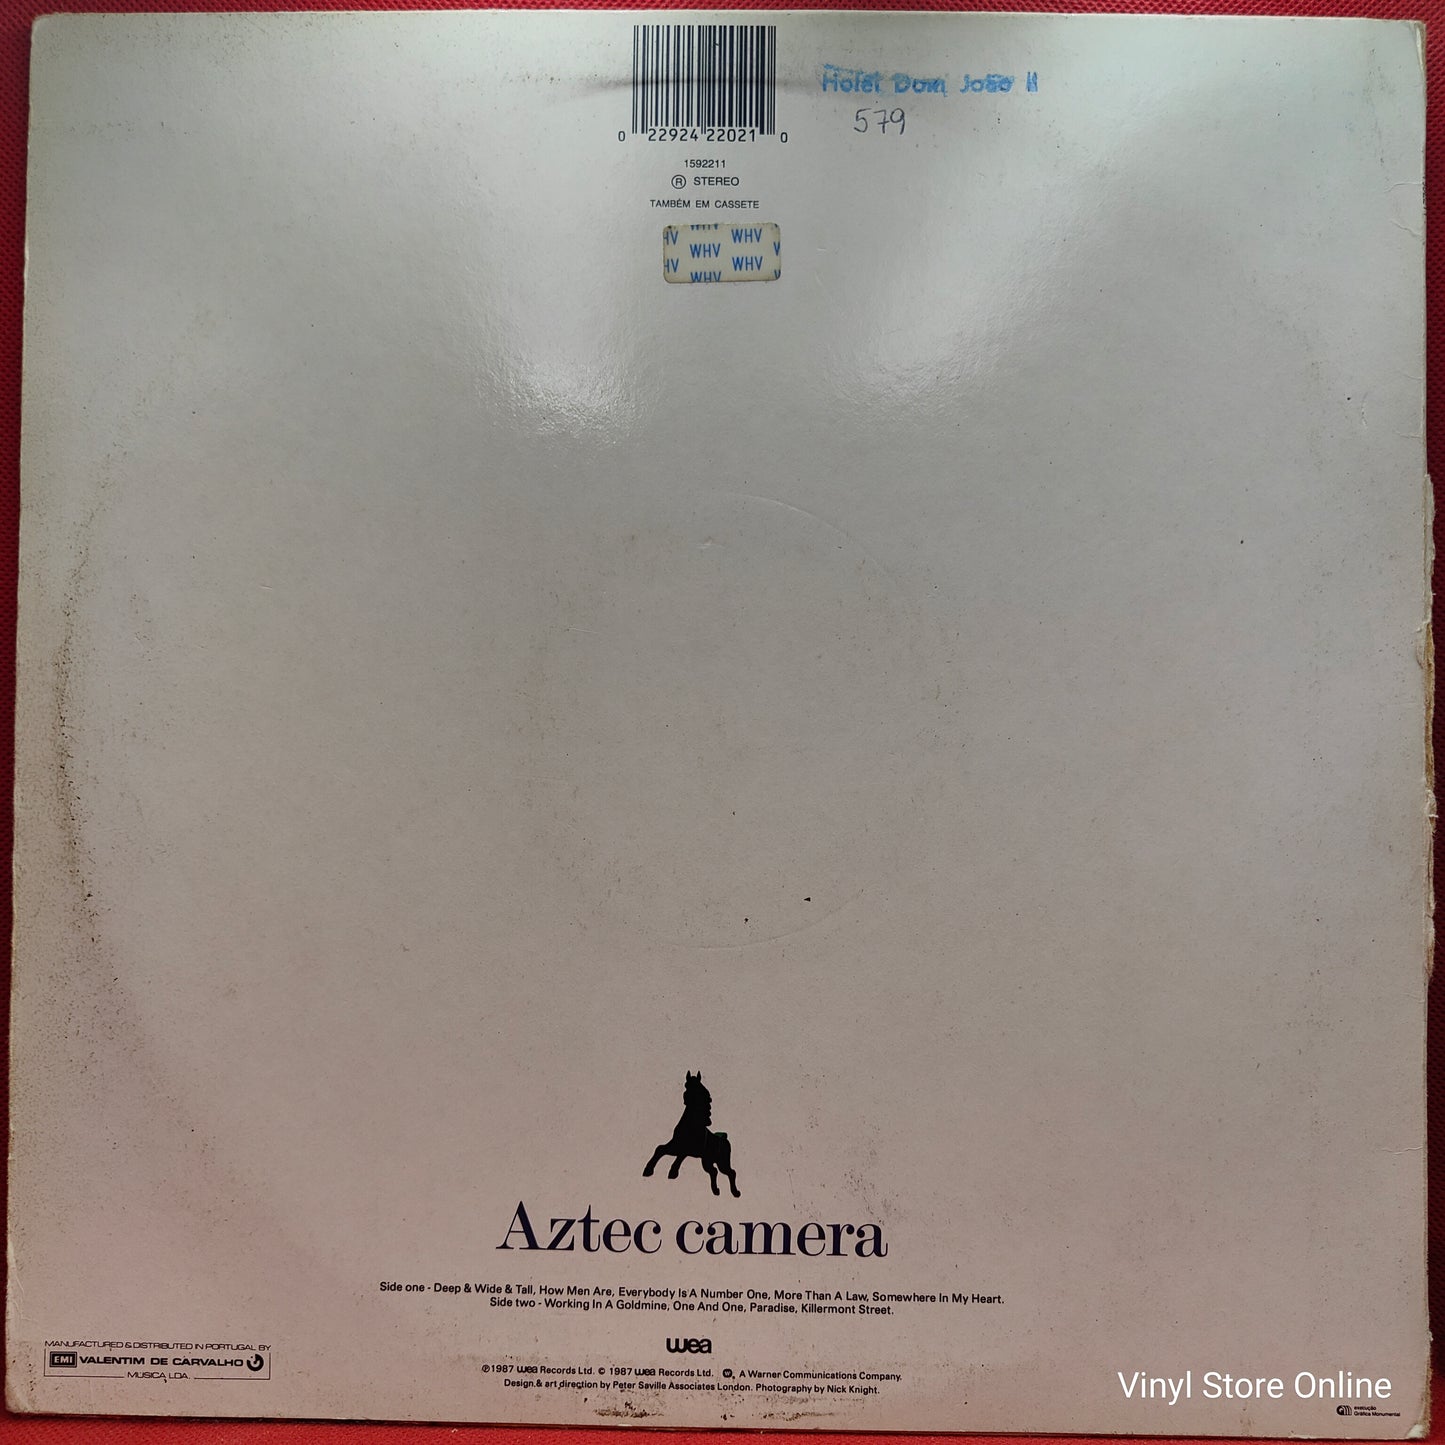 Hotel Dom João II
579
0 22924 22021 0
1592211
Ⓡ STEREO
TAMBÉM EM CASSETE
WHV
WHV
WHV
WHV
Aztec camera
Side one - Deep & Wide & Tall, How Men Are, Everybody Is A Number One, More Than A Law, Somewhere In My Heart.
Side two - Working In A Goldmine, One And One, Paradise, Killermont Street.
wea
MANUFACTURED & DISTRIBUTED IN PORTUGAL BY
EMI VALENTIM DE CARVALHO
MUSICA, LDA.
℗ 1987 wea Records Ltd. © 1987 wea Records Ltd. A Warner Communications Company.
Design & art direction by Peter Saville Associates London. Photography by Nick Knight.
Vinyl Store Online
execução
Gráfica Monumental